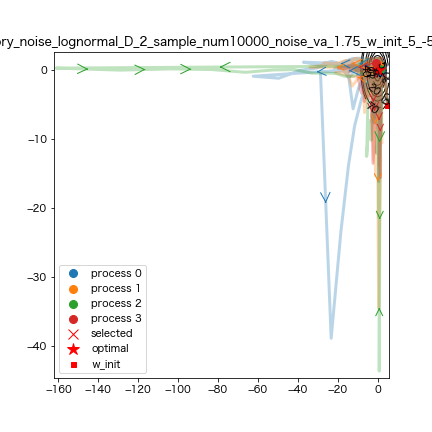 ory_noise_lognormal_D_2_sample_num10000_noise_va_1.75_w_init_5_-5
0
−10
−20
−30
−40
process 0
process 1
process 2
process 3
selected
optimal
w_init
−160 −140 −120 −100 −80 −60 −40 −20 0